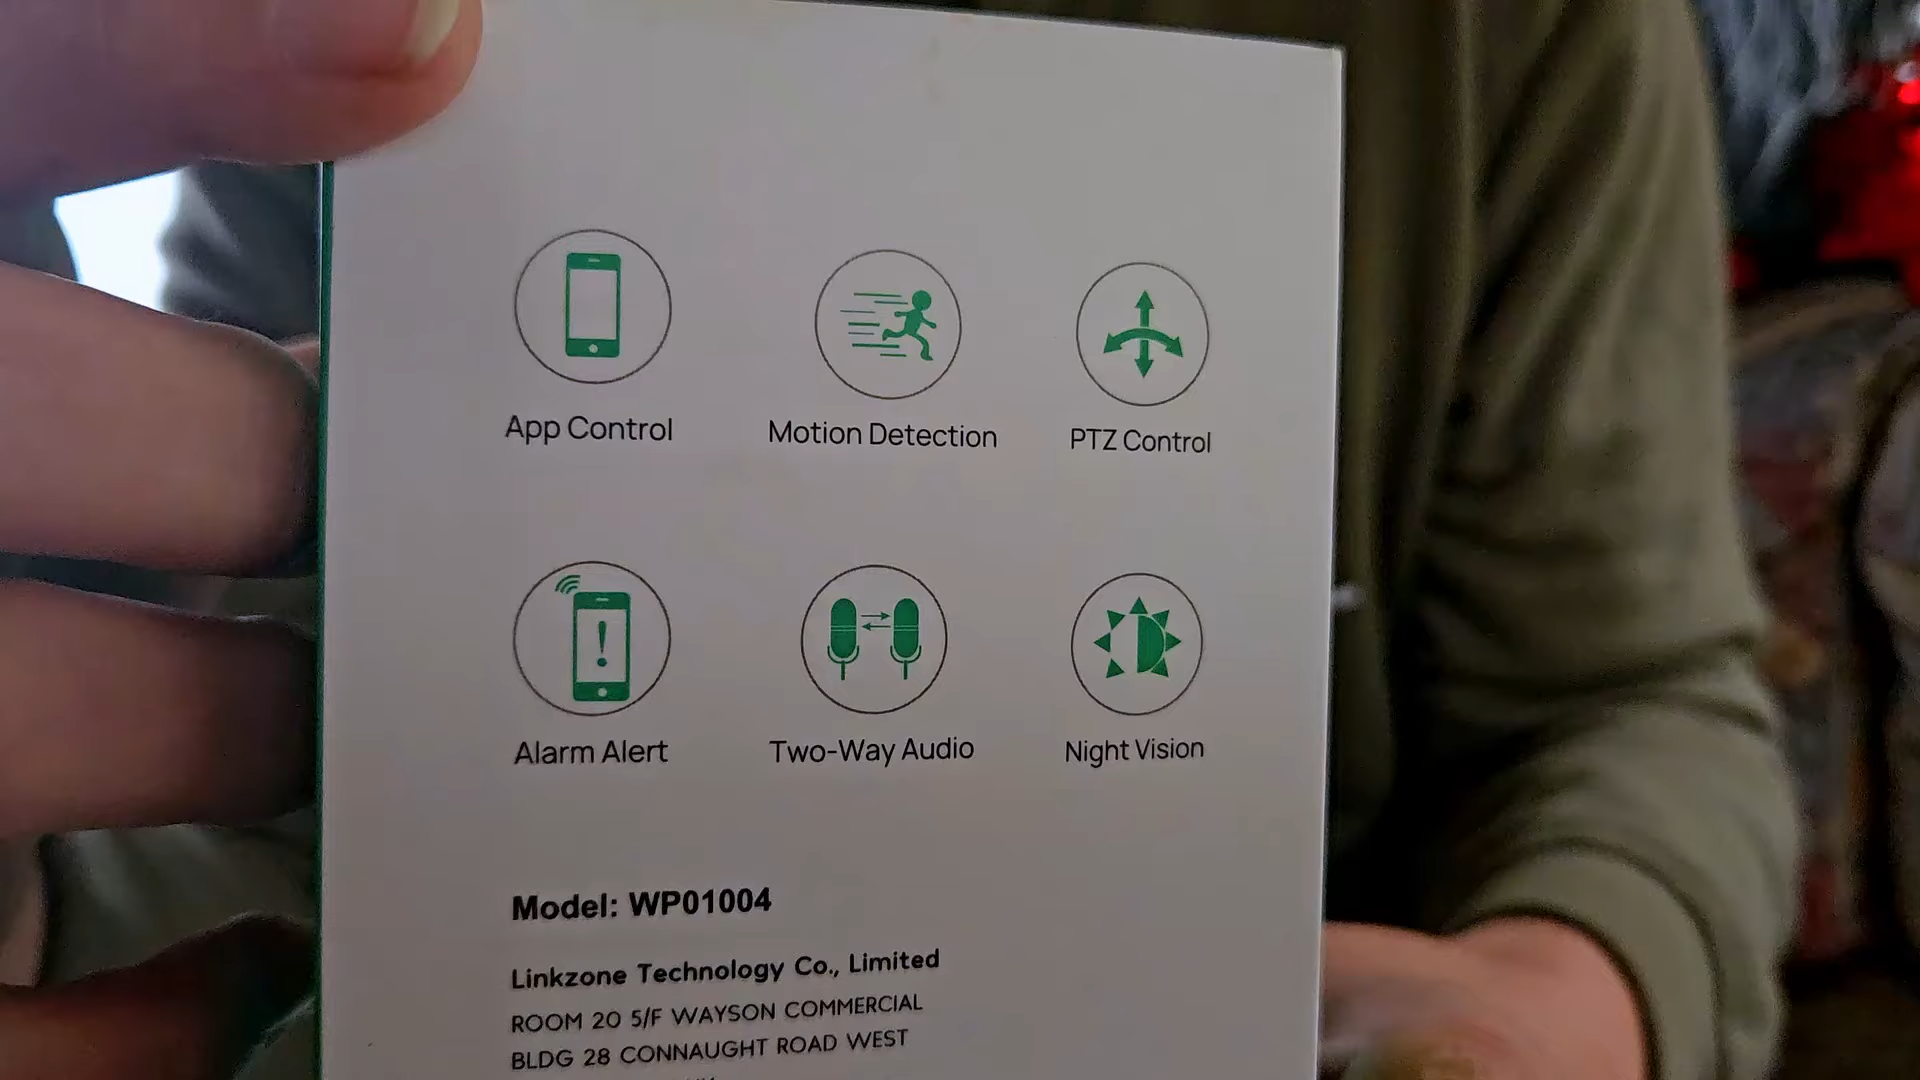 App Control
Motion Detection
PTZ Control
Alarm Alert
Two-Way Audio
Night Vision
Model: WP01004
Linkzone Technology Co., Limited
ROOM 20 5/F WAYSON COMMERCIAL
BLDG 28 CONNAUGHT ROAD WEST